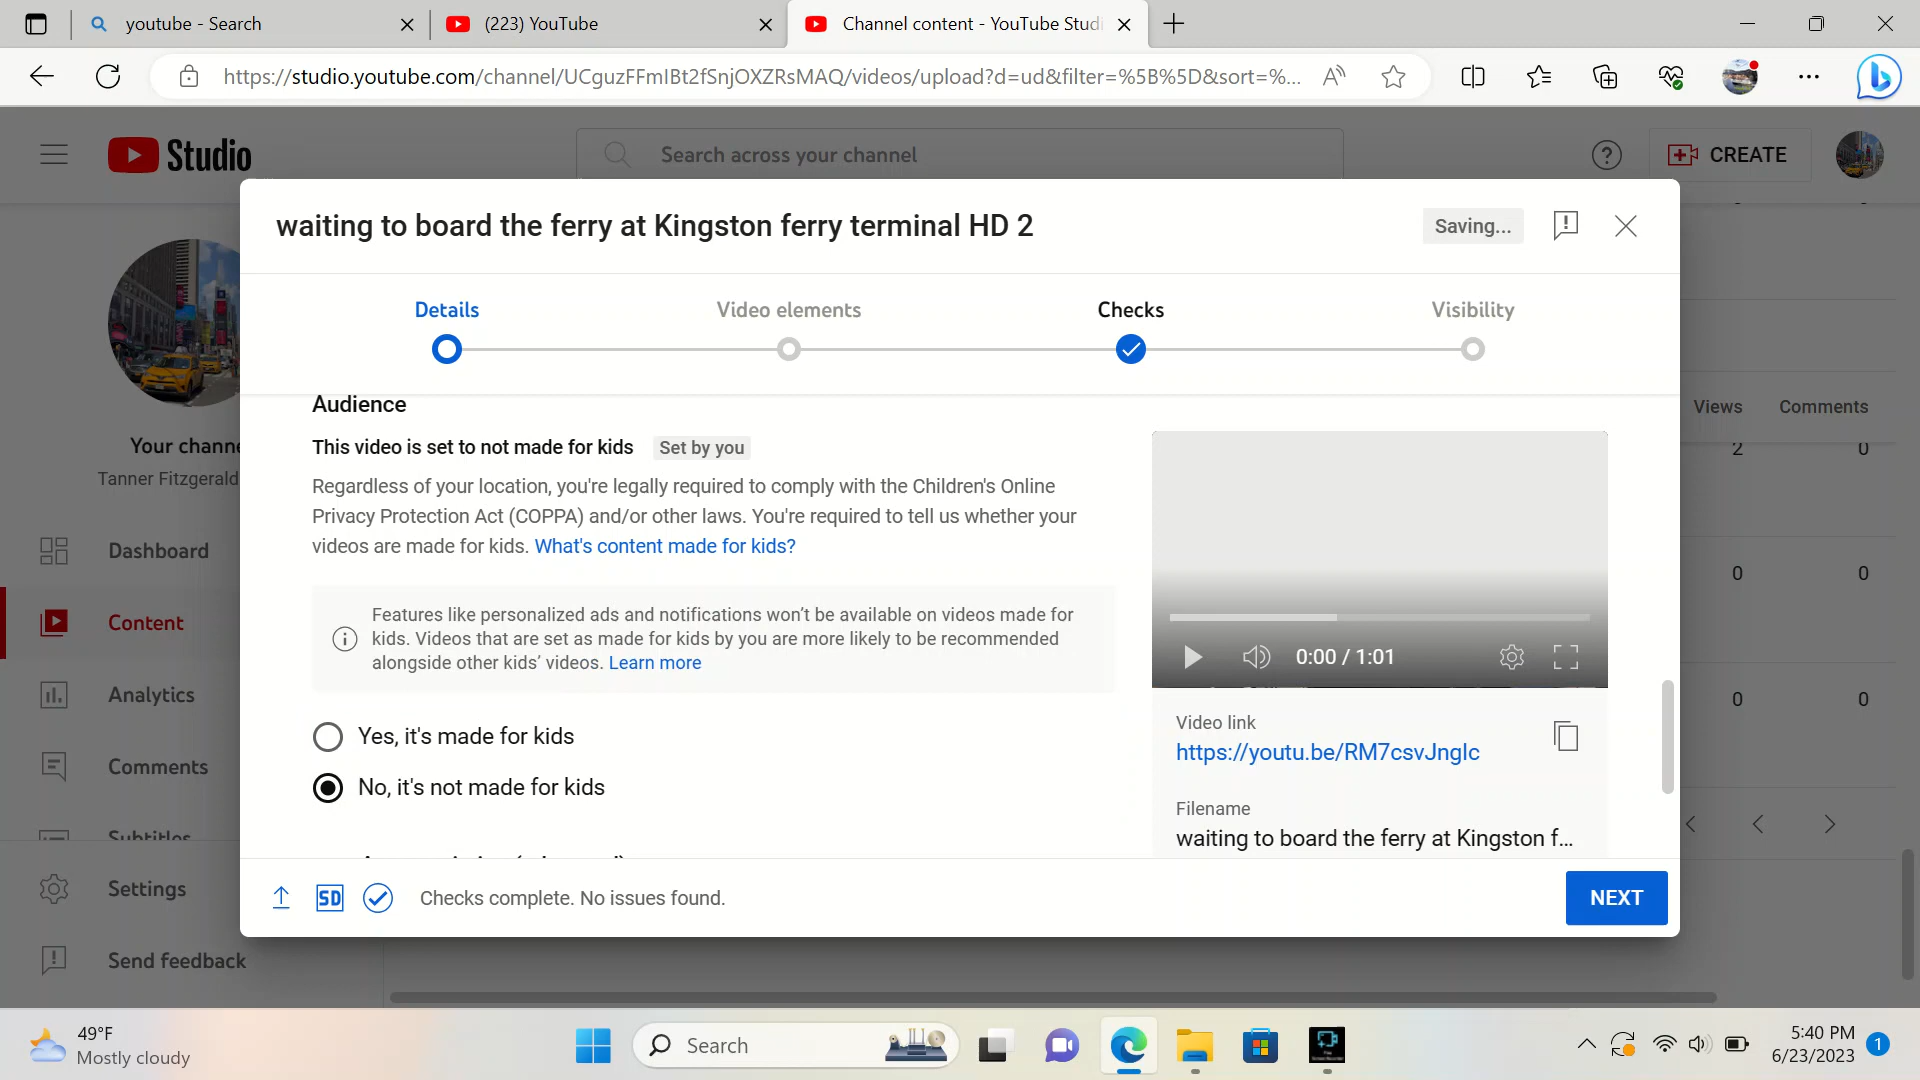 youtube - Search
(223) YouTube
Channel content - YouTube Studi
https://studio.youtube.com/channel/UCguzFFmIBt2fSnjOXZRsMAQ/videos/upload?d=ud&filter=%5B%5D&sort=%...
Studio
Search across your channel
CREATE
waiting to board the ferry at Kingston ferry terminal HD 2
Saving...
Details
Video elements
Checks
Visibility
Your channe
Tanner Fitzgerald
Dashboard
Content
Analytics
Comments
Subtitles
Settings
Send feedback
Audience
This video is set to not made for kids Set by you
Regardless of your location, you're legally required to comply with the Children's Online
Privacy Protection Act (COPPA) and/or other laws. You're required to tell us whether your
videos are made for kids. What's content made for kids?
Features like personalized ads and notifications won't be available on videos made for
kids. Videos that are set as made for kids by you are more likely to be recommended
alongside other kids' videos. Learn more
Yes, it's made for kids
No, it's not made for kids
0:00 / 1:01
Video link
https://youtu.be/RM7csvJngIc
Filename
waiting to board the ferry at Kingston f...
Views Comments
2 0
0 0
0 0
SD
Checks complete. No issues found.
NEXT
49°F
Mostly cloudy
Search
5:40 PM
6/23/2023
1